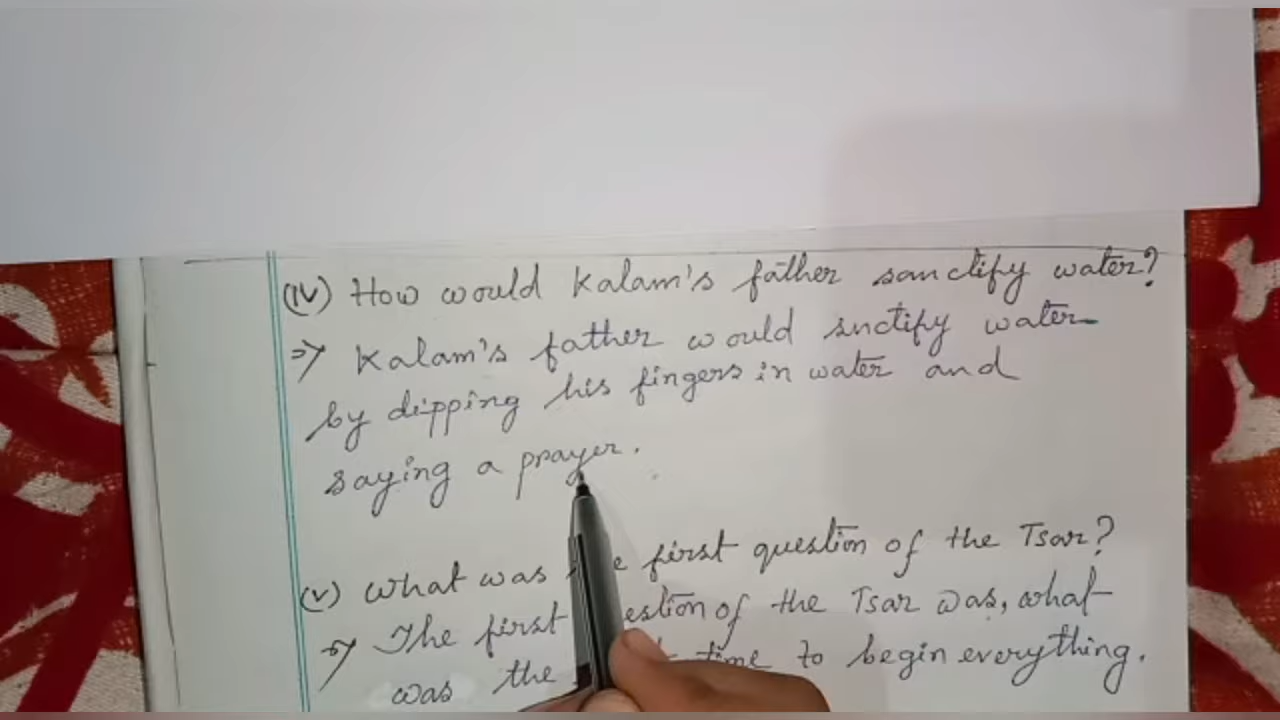 (IV) How would Kalam's father sanctify water?
⇒ Kalam's father would snctify water
by dipping his fingers in water and
saying a prayer.
(V) What was first question of the Tsar?
⇒ The first of the Tsar was, what
was the time to begin everything.